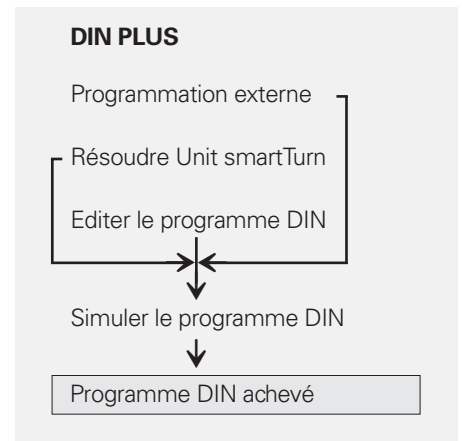 DIN PLUS
Programmation externe
Résoudre Unit smartTurn
Editer le programme DIN
Simuler le programme DIN
Programme DIN achevé